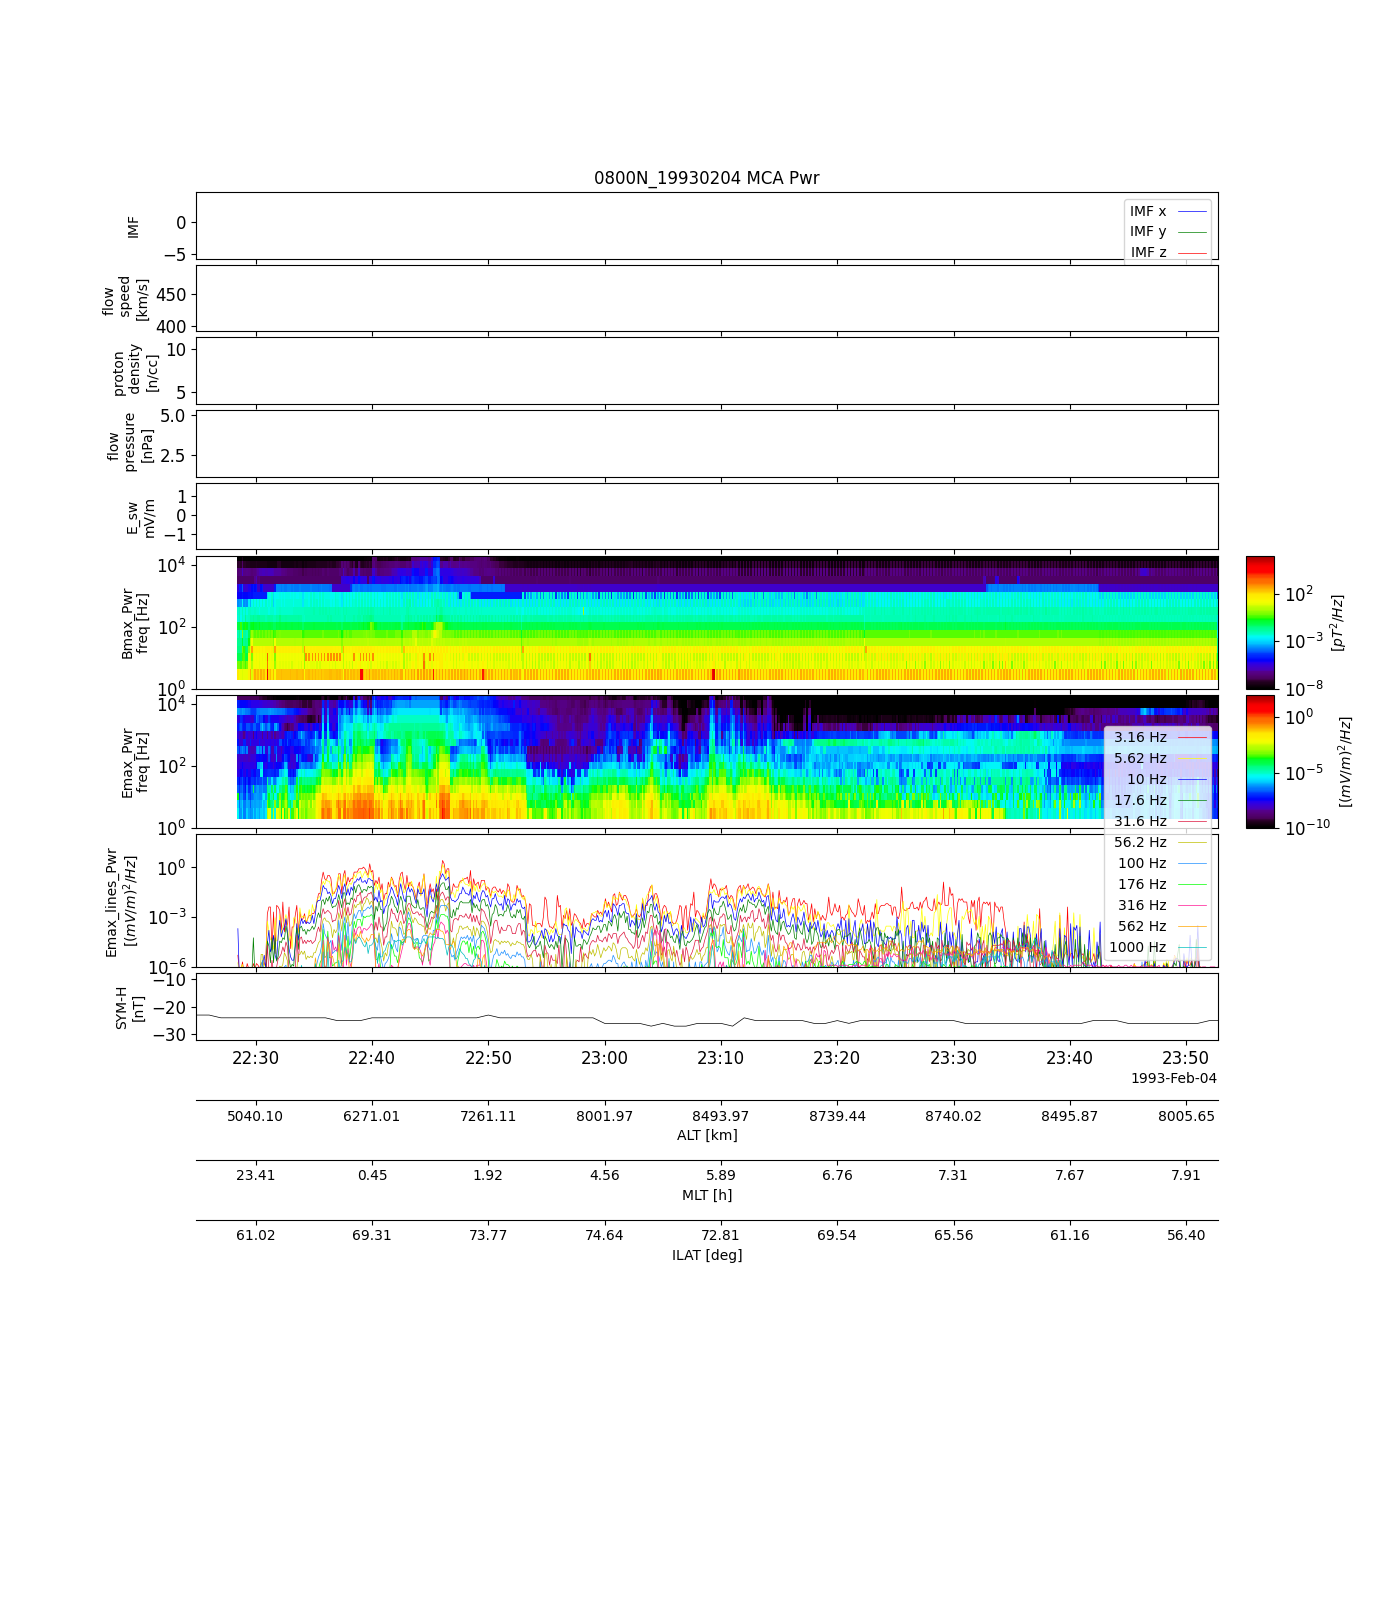 0800N_19930204 MCA Pwr
IMF
0
−5
IMF x
IMF y
IMF z
flow
speed
[km/s]
450
400
proton
density
[n/cc]
10
5
flow
pressure
[nPa]
5.0
2.5
E_sw
mV/m
1
0
−1
Bmax_Pwr
freq [Hz]
10^4
10^2
10^0
10^2
10^−3
10^−8
[pT^2/Hz]
Emax_Pwr
freq [Hz]
10^4
10^2
10^0
10^0
10^−5
10^−10
[(mV/m)^2/Hz]
3.16 Hz
5.62 Hz
10 Hz
17.6 Hz
31.6 Hz
56.2 Hz
100 Hz
176 Hz
316 Hz
562 Hz
1000 Hz
Emax_lines_Pwr
[(mV/m)^2/Hz]
10^0
10^−3
10^−6
SYM-H
[nT]
−10
−20
−30
22:30 22:40 22:50 23:00 23:10 23:20 23:30 23:40 23:50
1993-Feb-04
5040.10 6271.01 7261.11 8001.97 8493.97 8739.44 8740.02 8495.87 8005.65
ALT [km]
23.41 0.45 1.92 4.56 5.89 6.76 7.31 7.67 7.91
MLT [h]
61.02 69.31 73.77 74.64 72.81 69.54 65.56 61.16 56.40
ILAT [deg]